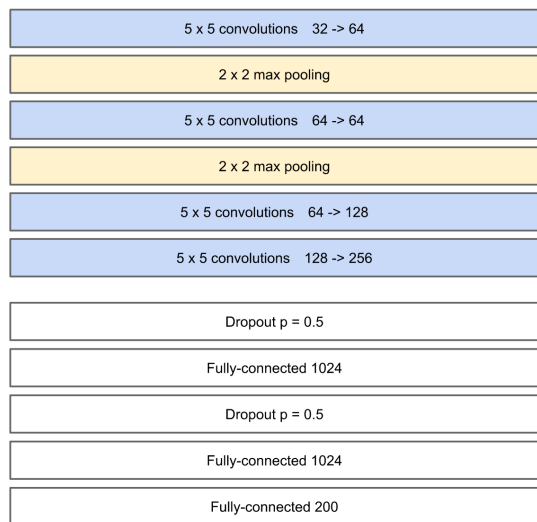 5 x 5 convolutions 32 -> 64
2 x 2 max pooling
5 x 5 convolutions 64 -> 64
2 x 2 max pooling
5 x 5 convolutions 64 -> 128
5 x 5 convolutions 128 -> 256
Dropout p = 0.5
Fully-connected 1024
Dropout p = 0.5
Fully-connected 1024
Fully-connected 200